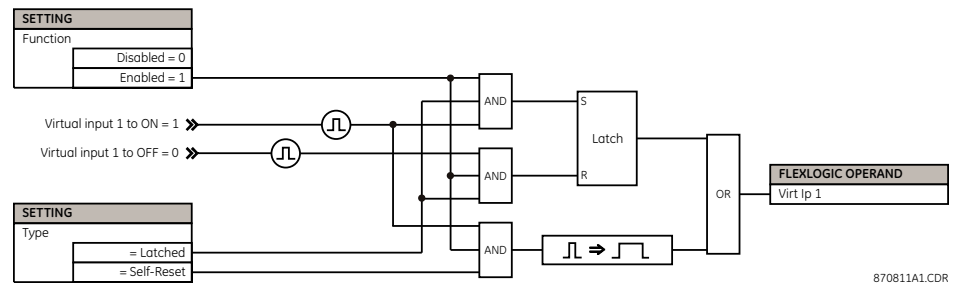 SETTING
Function
Disabled = 0
Enabled = 1
Virtual input 1 to ON = 1
Virtual input 1 to OFF = 0
SETTING
Type
= Latched
= Self-Reset
AND
AND
AND
S
Latch
R
OR
FLEXLOGIC OPERAND
Virt Ip 1
870811A1.CDR